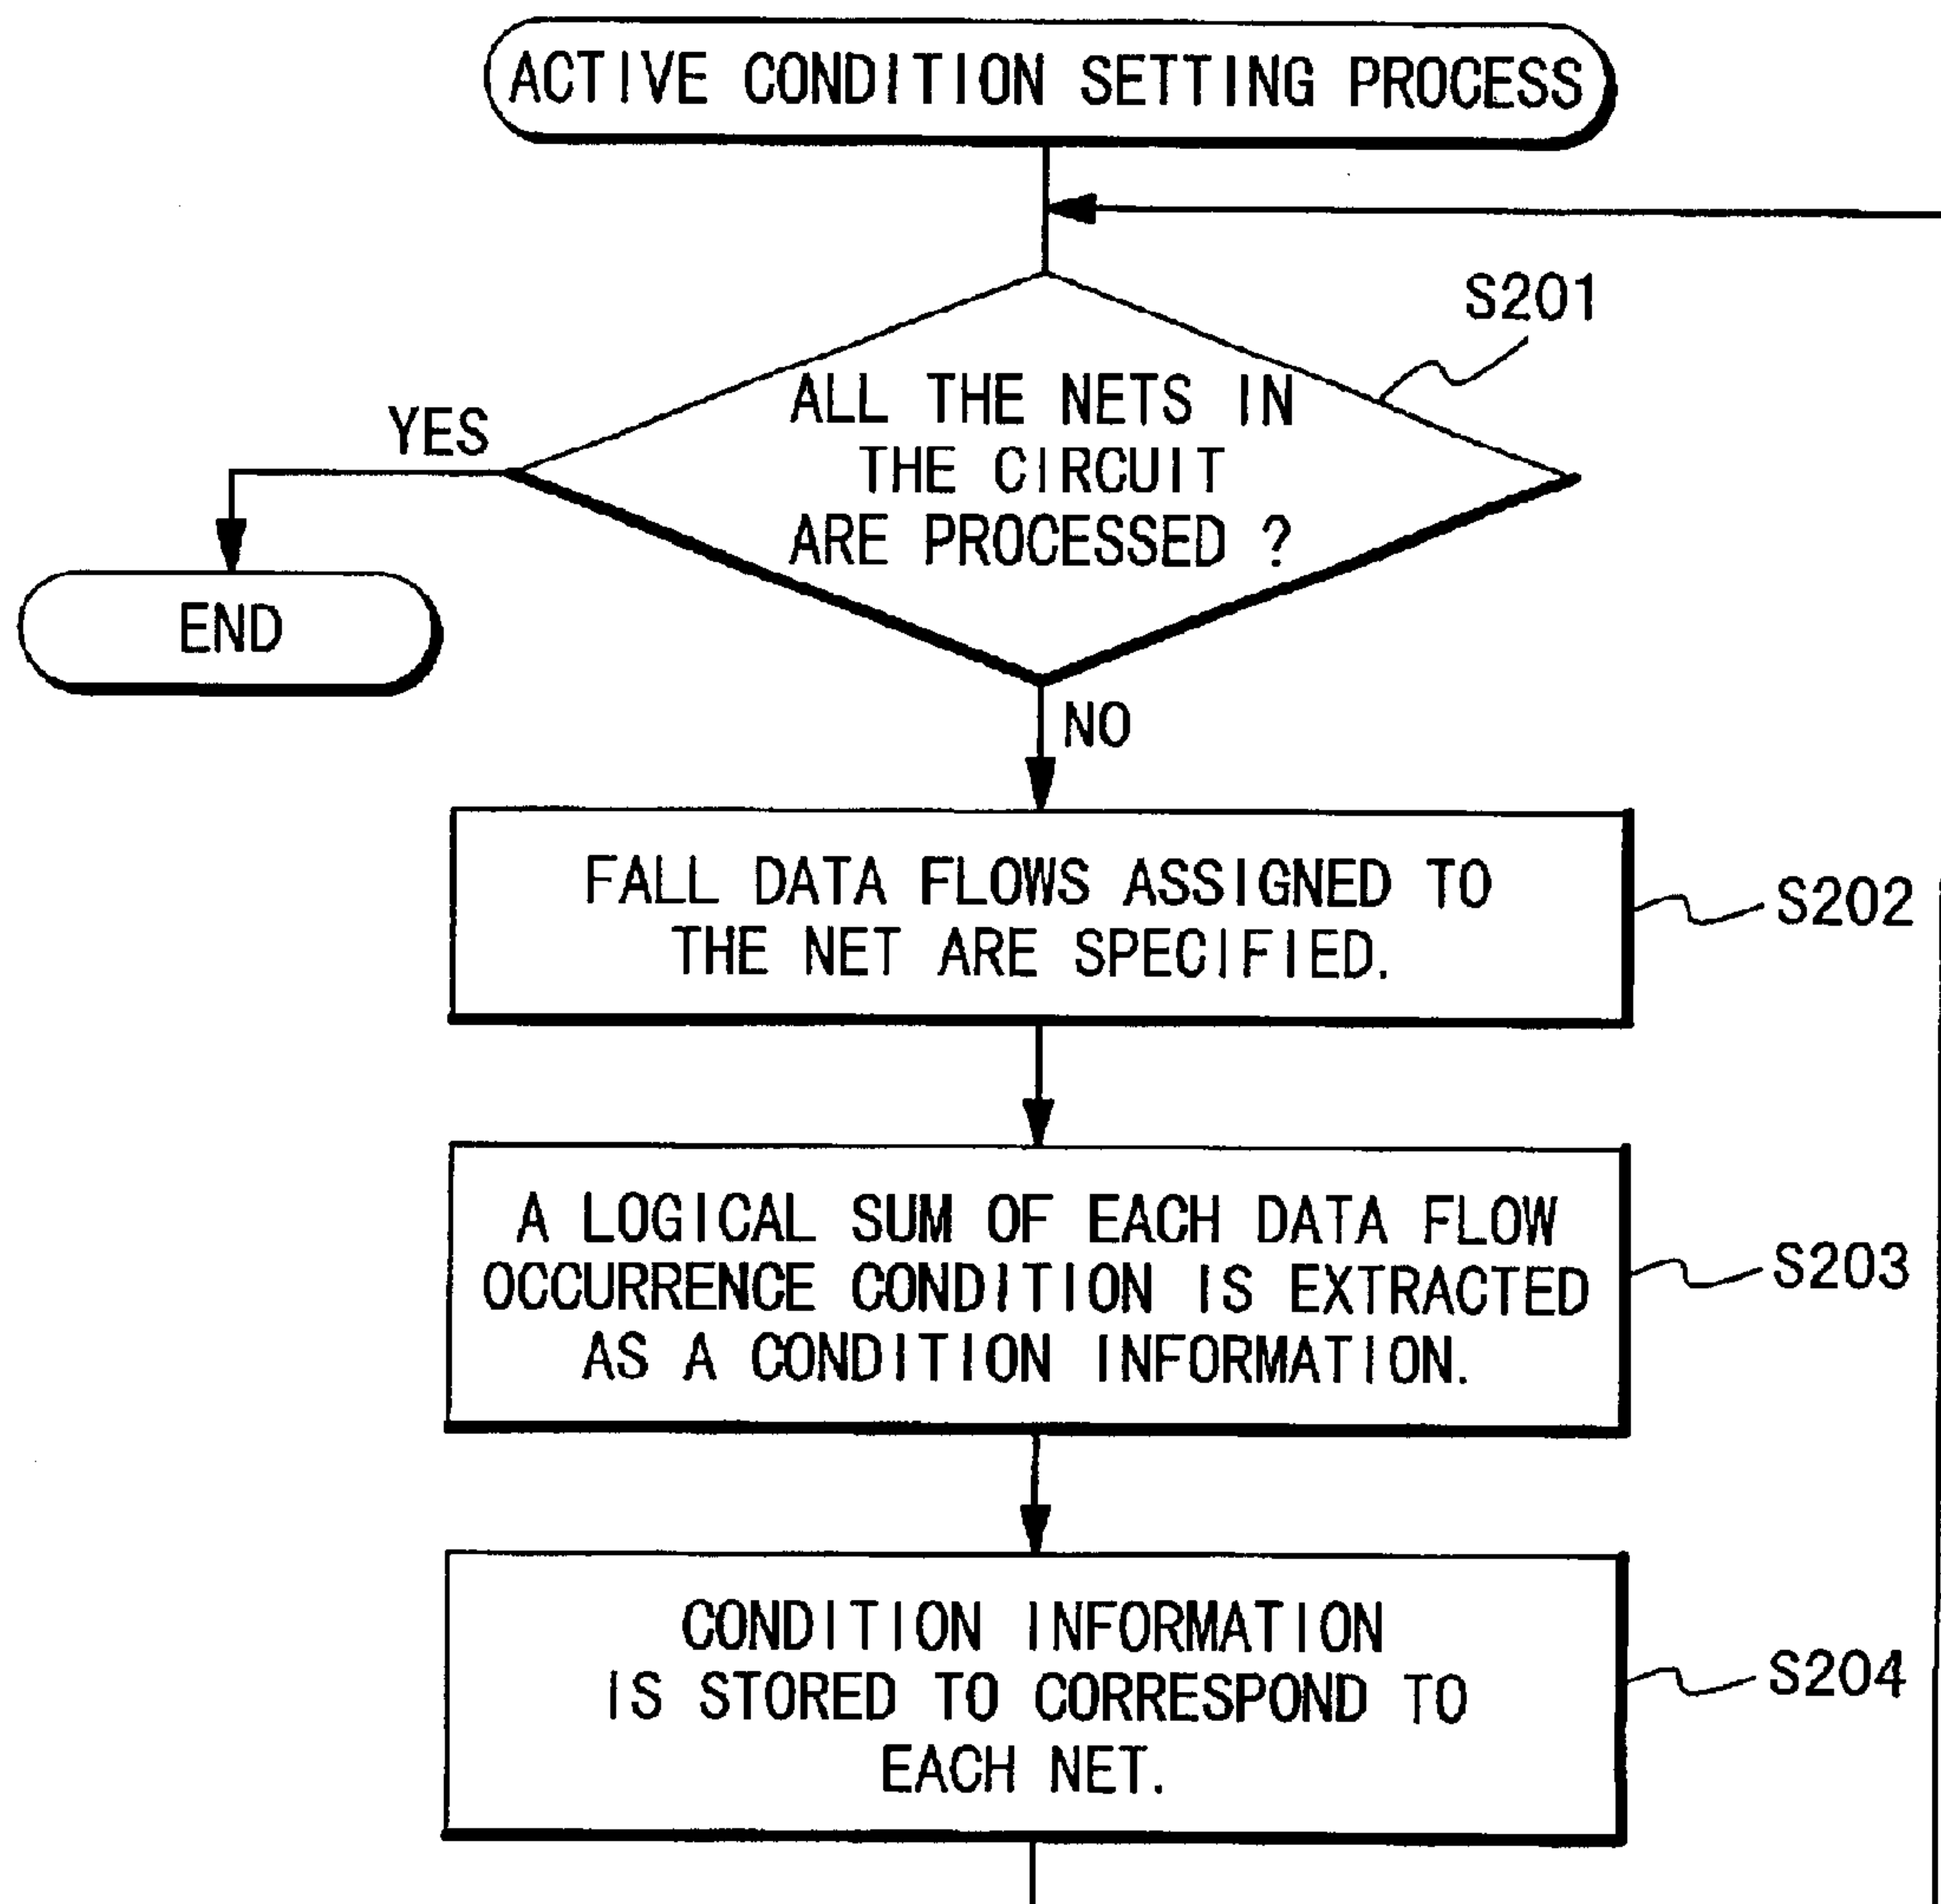 ACTIVE CONDITION SETTING PROCESS
S201
ALL THE NETS IN
THE CIRCUIT
ARE PROCESSED ?
YES
END
NO
FALL DATA FLOWS ASSIGNED TO
THE NET ARE SPECIFIED.
S202
A LOGICAL SUM OF EACH DATA FLOW
OCCURRENCE CONDITION IS EXTRACTED
AS A CONDITION INFORMATION.
S203
CONDITION INFORMATION
IS STORED TO CORRESPOND TO
EACH NET.
S204